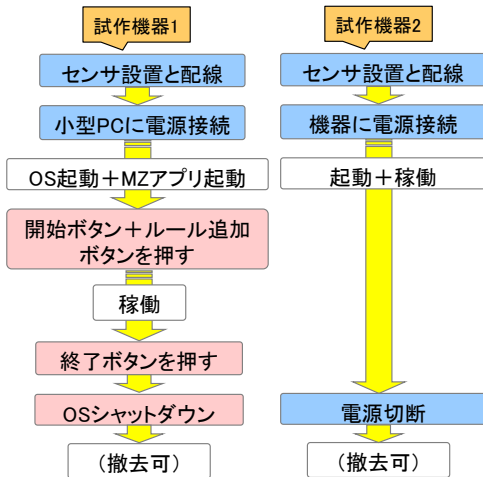 試作機器1
センサ設置と配線
小型PCに電源接続
OS起動＋MZアプリ起動
開始ボタン＋ルール追加
ボタンを押す
稼働
終了ボタンを押す
OSシャットダウン
（撤去可）
試作機器2
センサ設置と配線
機器に電源接続
起動＋稼働
電源切断
（撤去可）